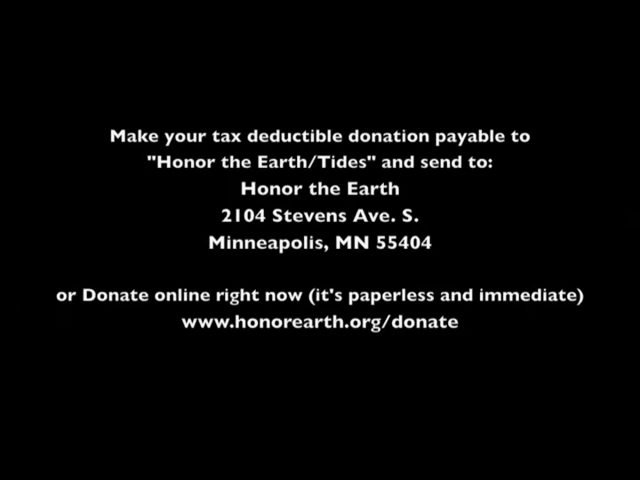 Make your tax deductible donation payable to
"Honor the Earth/Tides" and send to:
Honor the Earth
2104 Stevens Ave. S.
Minneapolis, MN 55404
or Donate online right now (it's paperless and immediate)
www.honorearth.org/donate